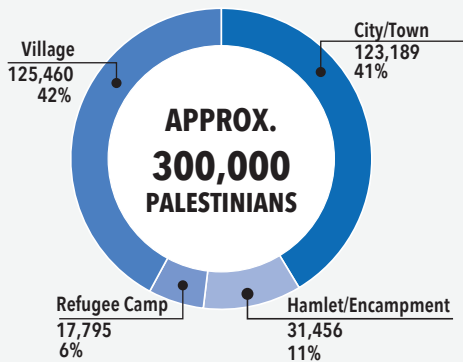 Village
125,460
42%
City/Town
123,189
41%
APPROX.
300,000
PALESTINIANS
Refugee Camp
17,795
6%
Hamlet/Encampment
31,456
11%